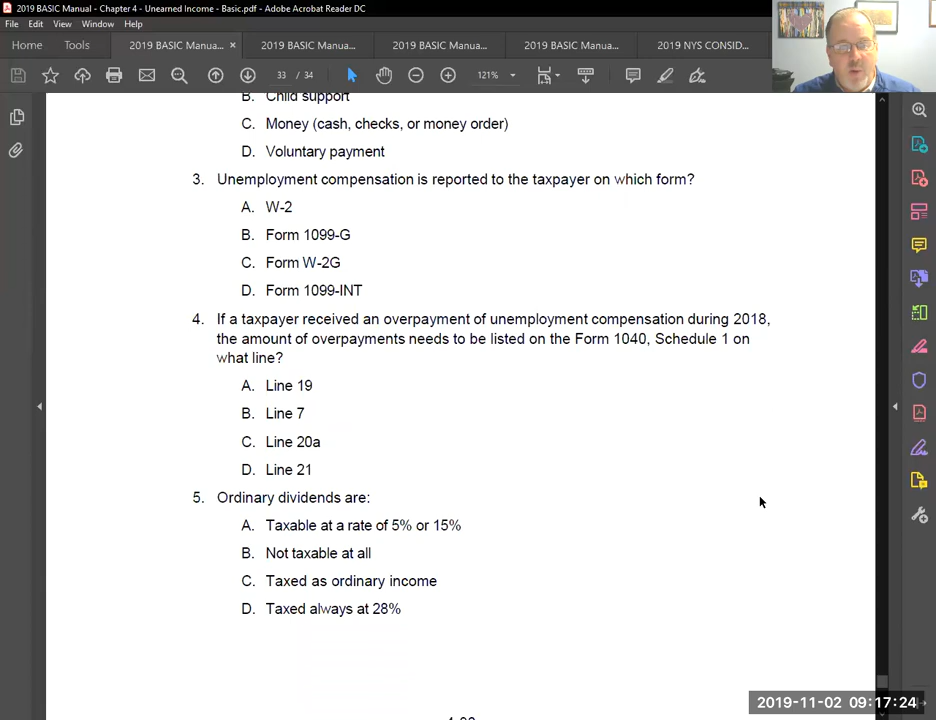 2019 BASIC Manual - Chapter 4 - Unearned Income - Basic.pdf - Adobe Acrobat Reader DC
File Edit View Window Help
Home Tools 2019 BASIC Manua... × 2019 BASIC Manua... 2019 BASIC Manua... 2019 BASIC Manua... 2019 NYS CONSID...
33 / 34 121%
B. Child support
C. Money (cash, checks, or money order)
D. Voluntary payment
3. Unemployment compensation is reported to the taxpayer on which form?
A. W-2
B. Form 1099-G
C. Form W-2G
D. Form 1099-INT
4. If a taxpayer received an overpayment of unemployment compensation during 2018,
the amount of overpayments needs to be listed on the Form 1040, Schedule 1 on
what line?
A. Line 19
B. Line 7
C. Line 20a
D. Line 21
5. Ordinary dividends are:
A. Taxable at a rate of 5% or 15%
B. Not taxable at all
C. Taxed as ordinary income
D. Taxed always at 28%
2019-11-02 09:17:24